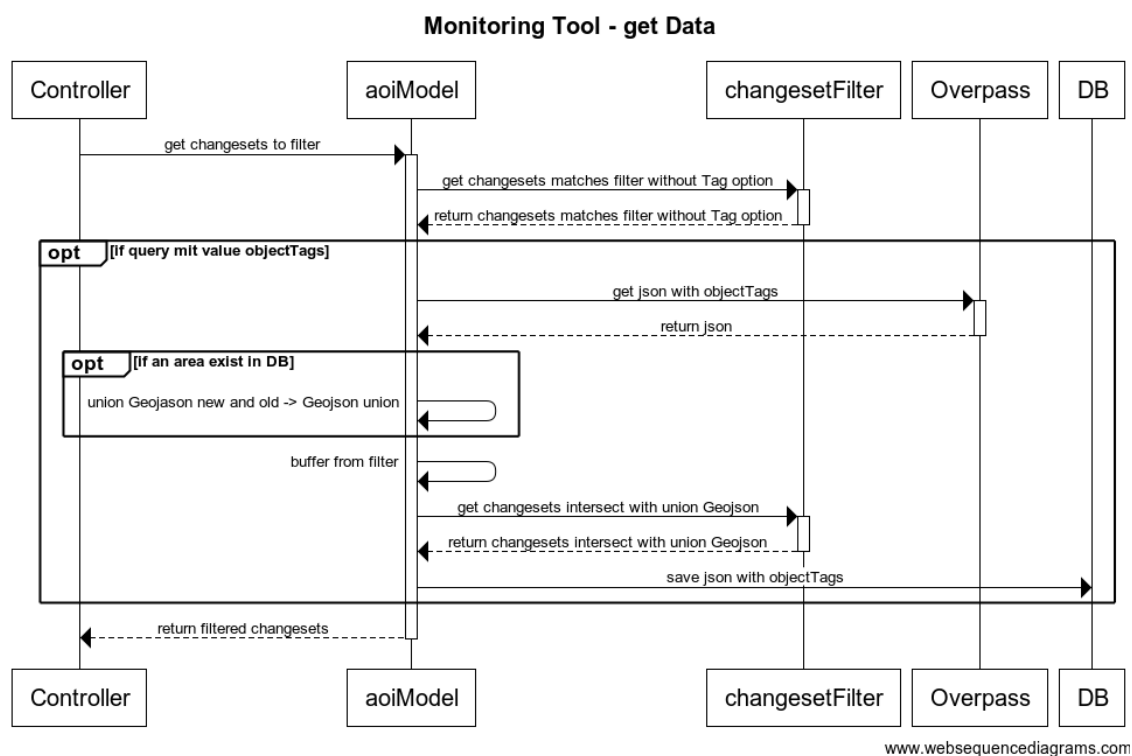 Monitoring Tool - get Data
Controller aoiModel changesetFilter Overpass DB
get changesets to filter
get changesets matches filter without Tag option
return changesets matches filter without Tag option
opt [if query mit value objectTags]
get json with objectTags
return json
opt [if an area exist in DB]
union Geojason new and old -> Geojson union
buffer from filter
get changesets intersect with union Geojson
return changesets intersect with union Geojson
save json with objectTags
return filtered changesets
Controller aoiModel changesetFilter Overpass DB
www.websequencediagrams.com